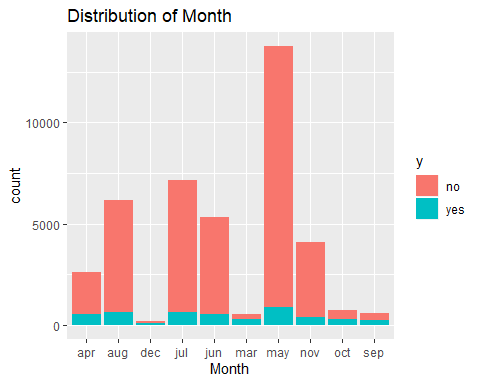 Distribution of Month
count
10000
5000
0
apr aug dec jul jun mar may nov oct sep
Month
y
no
yes